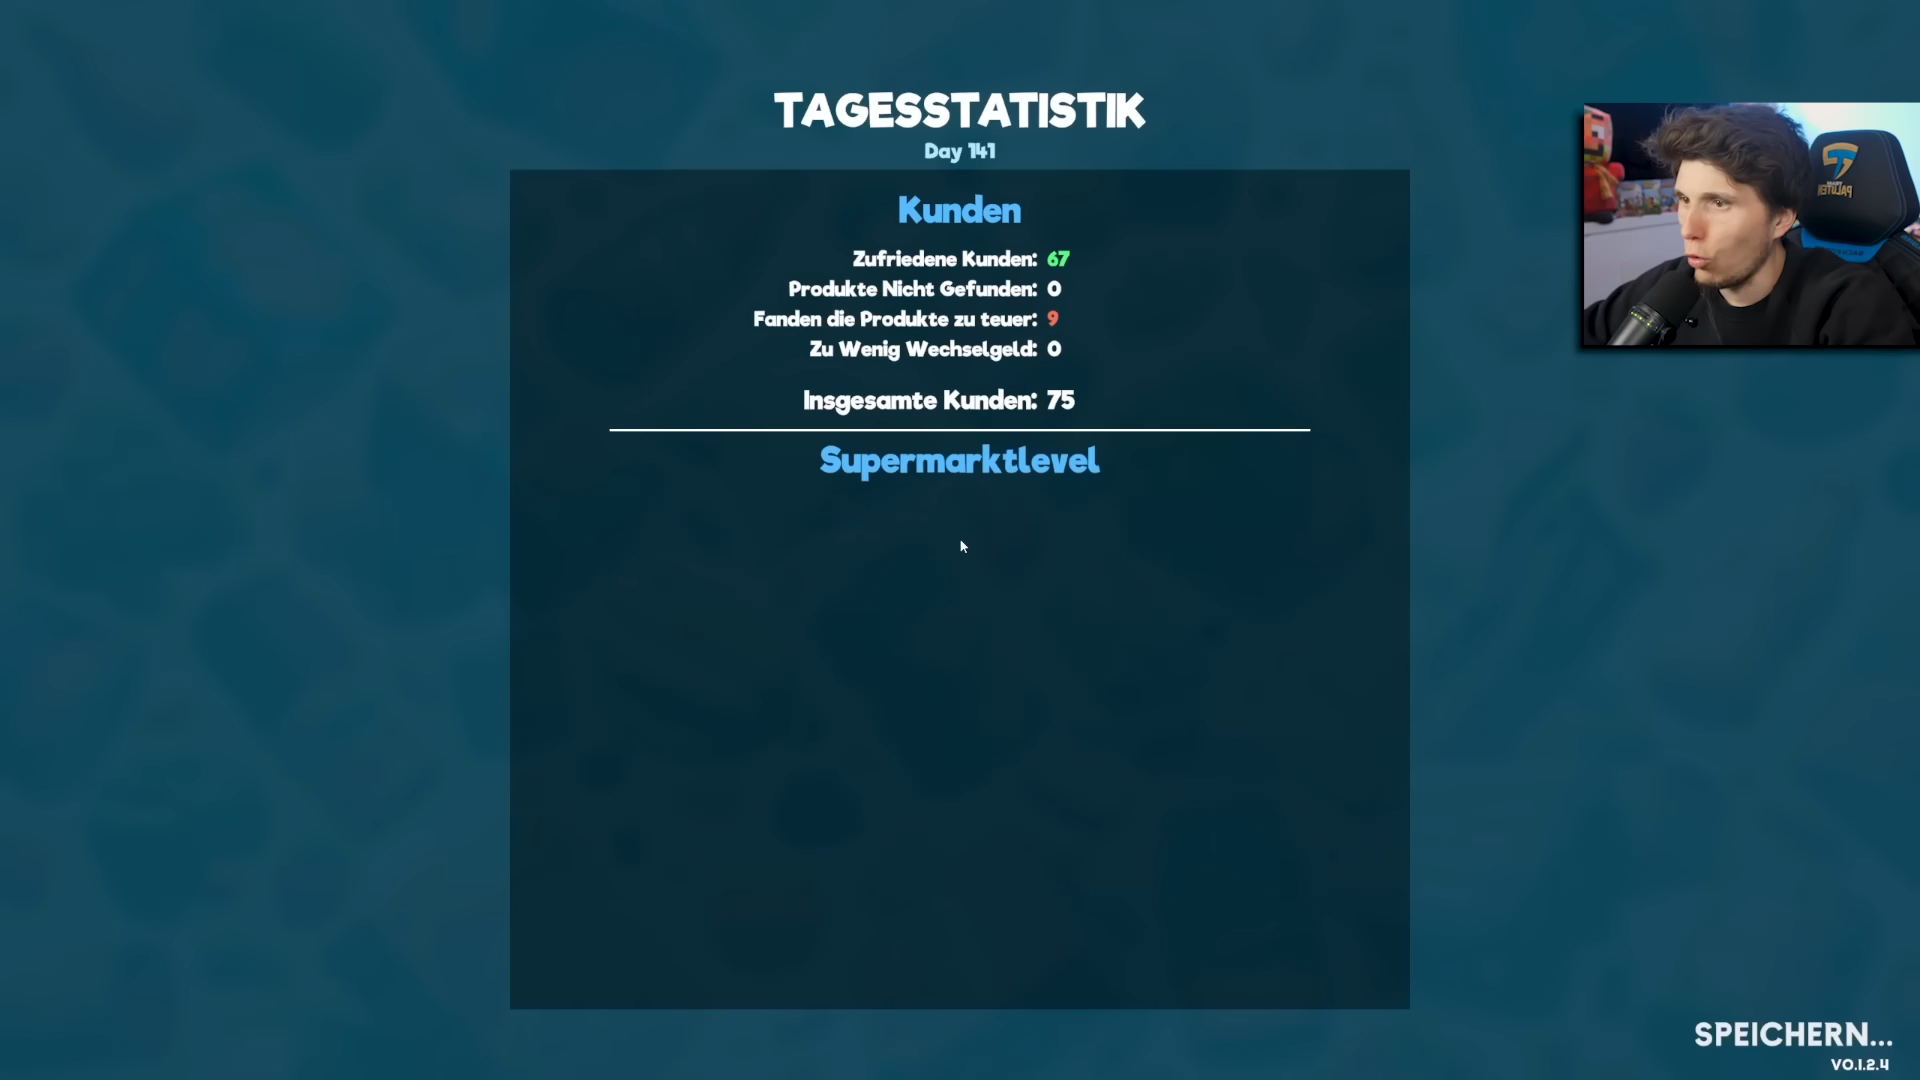 TAGESSTATISTIK
Day 141
Kunden
Zufriedene Kunden: 67
Produkte Nicht Gefunden: 0
Fanden die Produkte zu teuer: 9
Zu Wenig Wechselgeld: 0
Insgesamte Kunden: 75
Supermarktlevel
PALUTEN
SPEICHERN...
V0.1.2.4